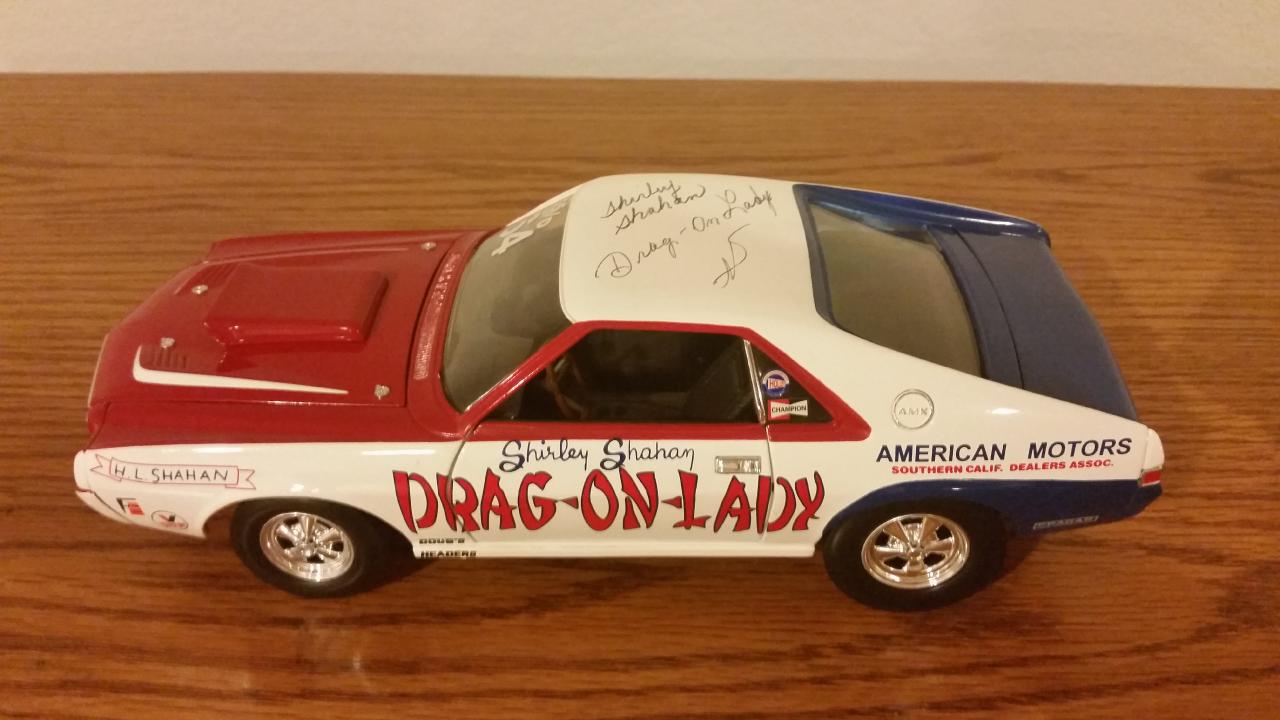 Shirley
Shahan
Drag-On Lady
AMX
HOLLEY
CHAMPION
H.L. SHAHAN
Shirley Shahan
DRAG-ON-LADY
DOUG'S
HEADERS
AMERICAN MOTORS
SOUTHERN CALIF. DEALERS ASSOC.